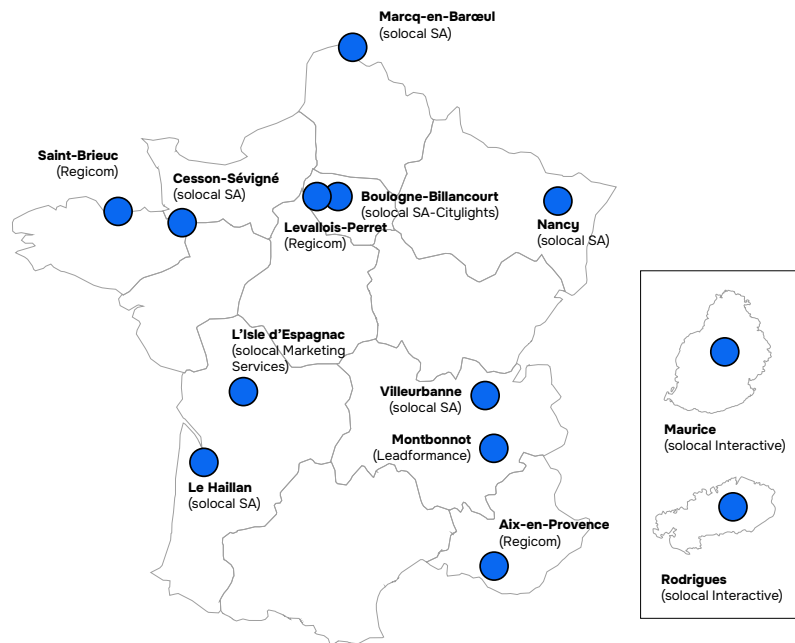 Marcq-en-Barœul
(solocal SA)
Saint-Brieuc
(Regicom)
Cesson-Sévigné
(solocal SA)
Boulogne-Billancourt
(solocal SA-Citylights)
Levallois-Perret
(Regicom)
Nancy
(solocal SA)
L'Isle d'Espagnac
(solocal Marketing
Services)
Villeurbanne
(solocal SA)
Montbonnot
(Leadformance)
Le Haillan
(solocal SA)
Aix-en-Provence
(Regicom)
Maurice
(solocal Interactive)
Rodrigues
(solocal Interactive)